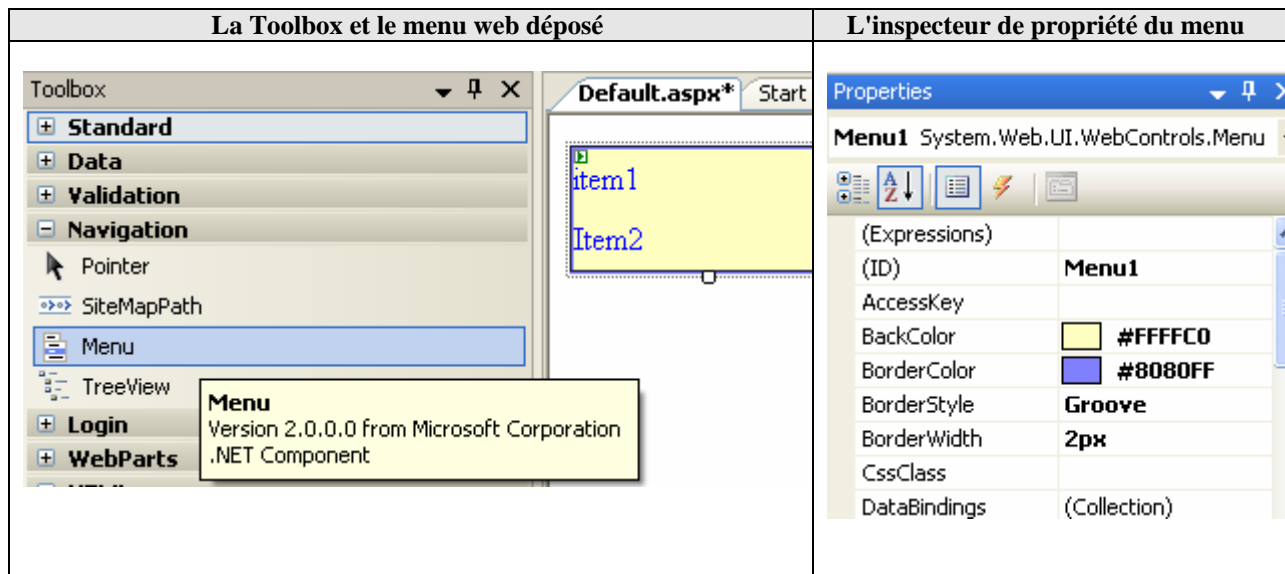 La Toolbox et le menu web déposé
L'inspecteur de propriété du menu
Toolbox
Standard
Data
Validation
Navigation
Pointer
SiteMapPath
Menu
TreeView
Login
WebParts
Menu
Version 2.0.0.0 from Microsoft Corporation
.NET Component
Default.aspx* Start
item1
Item2
Properties
Menu1 System.Web.UI.WebControls.Menu
(Expressions)
(ID) Menu1
AccessKey
BackColor #FFFFC0
BorderColor #8080FF
BorderStyle Groove
BorderWidth 2px
CssClass
DataBindings (Collection)